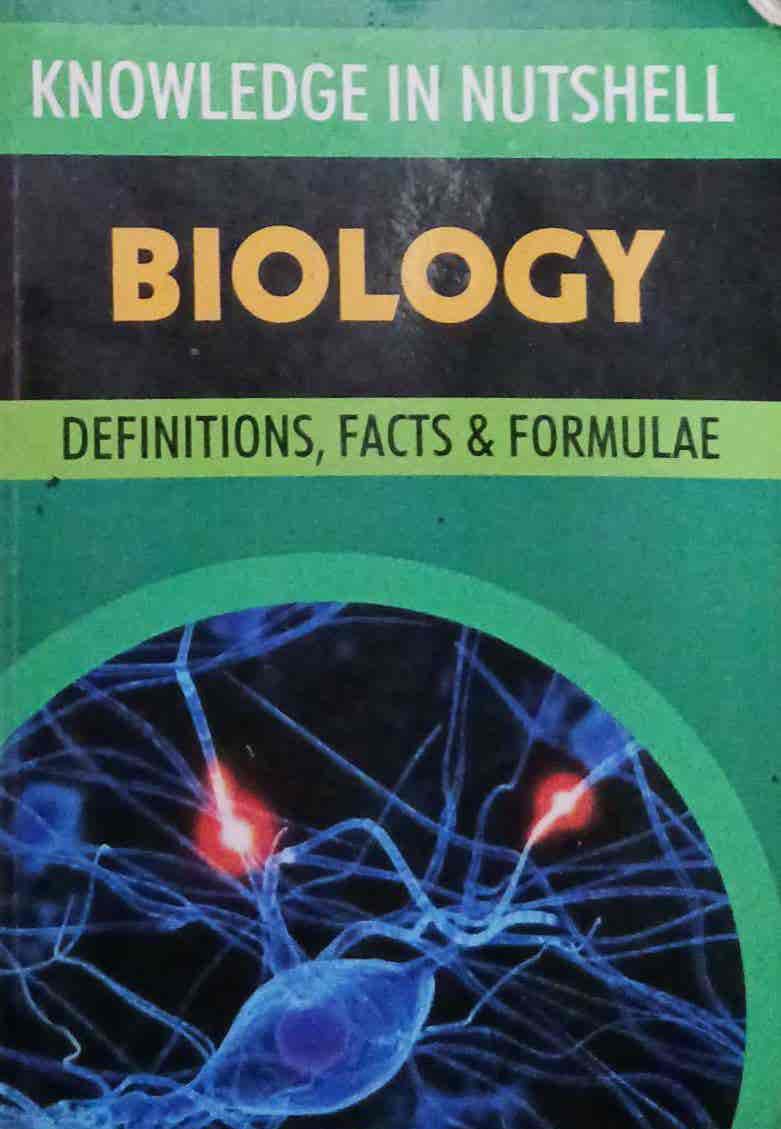 KNOWLEDGE IN NUTSHELL
BIOLOGY
DEFINITIONS, FACTS & FORMULAE